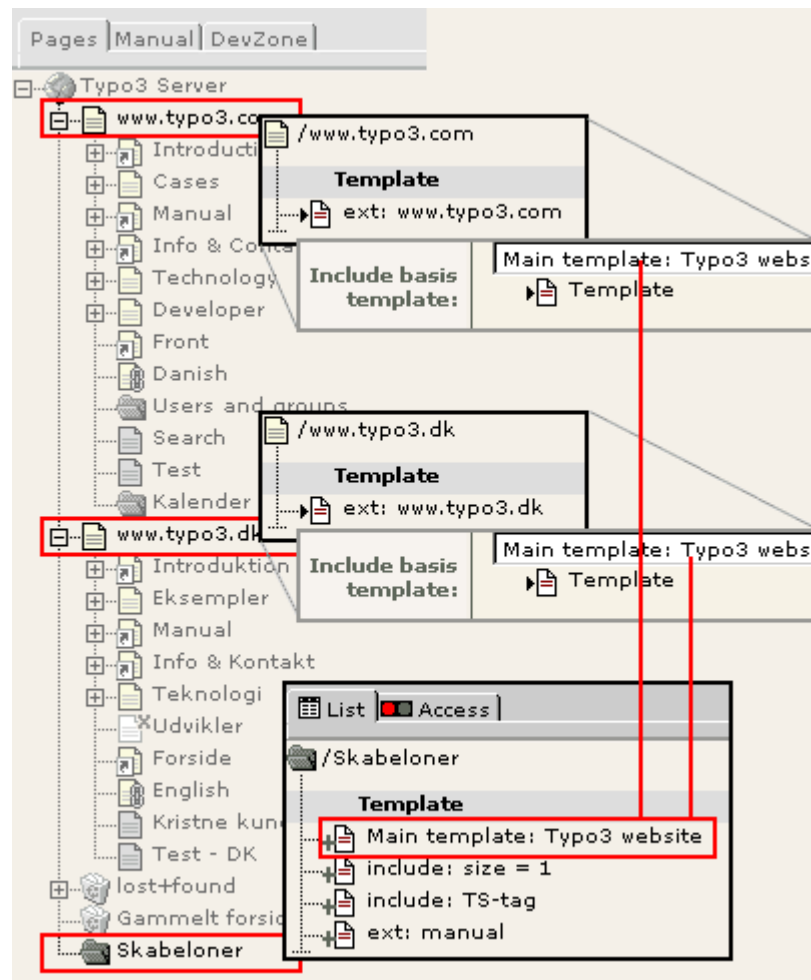 Pages Manual DevZone
Typo3 Server
www.typo3.co
/www.typo3.com
Introducti
Template
Cases
ext: www.typo3.com
Manual
Info & Conta
Main template: Typo3 webs
Include basis
template:
Template
Technology
Developer
Front
Danish
Users and groups
/www.typo3.dk
Search
Template
Test
ext: www.typo3.dk
Kalender
www.typo3.dk
Main template: Typo3 webs
Include basis
template:
Template
Introduktion
Eksempler
Manual
Info & Kontakt
Teknologi
List Access
Udvikler
Forside
/Skabeloner
English
Template
Kristne kun
Main template: Typo3 website
Test - DK
include: size = 1
lost+found
include: TS-tag
Gammelt forsid
ext: manual
Skabeloner